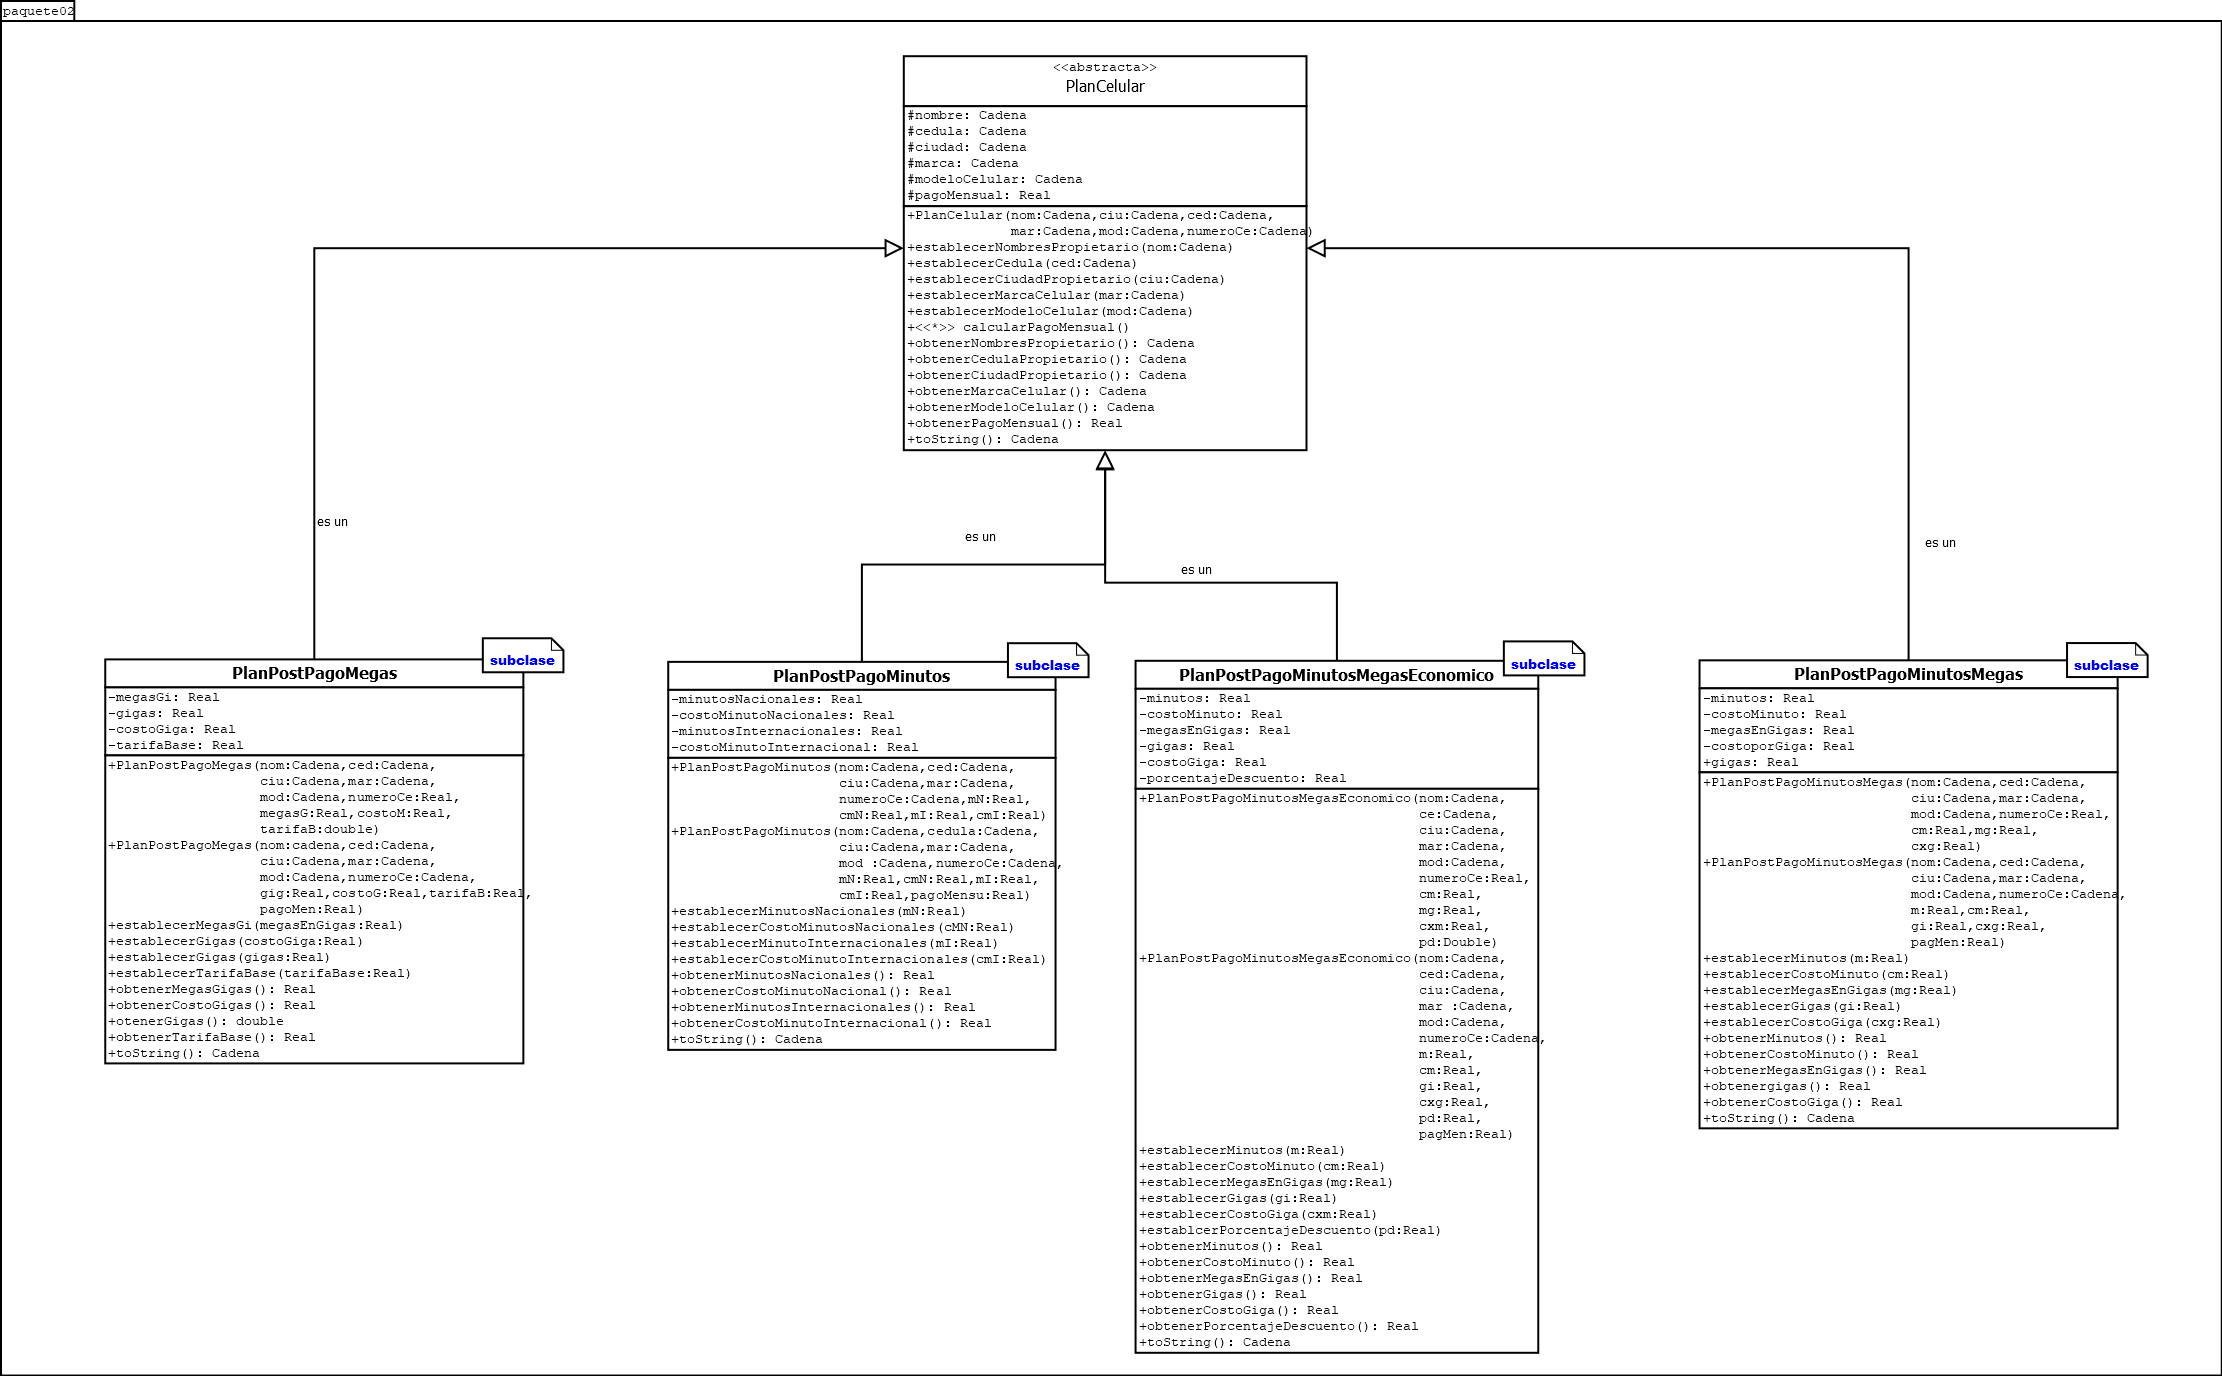 paquete02
<<abstracta>>
PlanCelular
#nombre: Cadena
#cedula: Cadena
#ciudad: Cadena
#marca: Cadena
#modeloCelular: Cadena
#pagoMensual: Real
+PlanCelular(nom:Cadena,ciu:Cadena,ced:Cadena,
mar:Cadena,mod:Cadena,numeroCe:Cadena)
+establecerNombresPropietario(nom:Cadena)
+establecerCedula(ced:Cadena)
+establecerCiudadPropietario(ciu:Cadena)
+establecerMarcaCelular(mar:Cadena)
+establecerModeloCelular(mod:Cadena)
+<<*>> calcularPagoMensual()
+obtenerNombresPropietario(): Cadena
+obtenerCedulaPropietario(): Cadena
+obtenerCiudadPropietario(): Cadena
+obtenerMarcaCelular(): Cadena
+obtenerModeloCelular(): Cadena
+obtenerPagoMensual(): Real
+toString(): Cadena
es un
es un
es un
es un
subclase
PlanPostPagoMegas
-megasGi: Real
-gigas: Real
-costoGiga: Real
-tarifaBase: Real
+PlanPostPagoMegas(nom:Cadena,ced:Cadena,
ciu:Cadena,mar:Cadena,
mod:Cadena,numeroCe:Real,
megasG:Real,costoM:Real,
tarifaB:double)
+PlanPostPagoMegas(nom:cadena,ced:Cadena,
ciu:Cadena,mar:Cadena,
mod:Cadena,numeroCe:Cadena,
gig:Real,costoG:Real,tarifaB:Real,
pagoMen:Real)
+establecerMegasGi(megasEnGigas:Real)
+establecerGigas(costoGiga:Real)
+establecerGigas(gigas:Real)
+establecerTarifaBase(tarifaBase:Real)
+obtenerMegasGigas(): Real
+obtenerCostoGigas(): Real
+otenerGigas(): double
+obtenerTarifaBase(): Real
+toString(): Cadena
subclase
PlanPostPagoMinutos
-minutosNacionales: Real
-costoMinutoNacionales: Real
-minutosInternacionales: Real
-costoMinutoInternacional: Real
+PlanPostPagoMinutos(nom:Cadena,ced:Cadena,
ciu:Cadena,mar:Cadena,
numeroCe:Cadena,mN:Real,
cmN:Real,mI:Real,cmI:Real)
+PlanPostPagoMinutos(nom:Cadena,cedula:Cadena,
ciu:Cadena,mar:Cadena,
mod :Cadena,numeroCe:Cadena,
mN:Real,cmN:Real,mI:Real,
cmI:Real,pagoMensu:Real)
+establecerMinutosNacionales(mN:Real)
+establecerCostoMinutosNacionales(cMN:Real)
+establecerMinutoInternacionales(mI:Real)
+establecerCostoMinutoInternacionales(cmI:Real)
+obtenerMinutosNacionales(): Real
+obtenerCostoMinutoNacional(): Real
+obtenerMinutosInternacionales(): Real
+obtenerCostoMinutoInternacional(): Real
+toString(): Cadena
subclase
PlanPostPagoMinutosMegasEconomico
-minutos: Real
-costoMinuto: Real
-megasEnGigas: Real
-gigas: Real
-costoGiga: Real
-porcentajeDescuento: Real
+PlanPostPagoMinutosMegasEconomico(nom:Cadena,
ce:Cadena,
ciu:Cadena,
mar:Cadena,
mod:Cadena,
numeroCe:Real,
cm:Real,
mg:Real,
cxm:Real,
pd:Double)
+PlanPostPagoMinutosMegasEconomico(nom:Cadena,
ced:Cadena,
ciu:Cadena,
mar :Cadena,
mod:Cadena,
numeroCe:Cadena,
m:Real,
cm:Real,
gi:Real,
cxg:Real,
pd:Real,
pagMen:Real)
+establecerMinutos(m:Real)
+establecerCostoMinuto(cm:Real)
+establecerMegasEnGigas(mg:Real)
+establecerGigas(gi:Real)
+establecerCostoGiga(cxm:Real)
+establcerPorcentajeDescuento(pd:Real)
+obtenerMinutos(): Real
+obtenerCostoMinuto(): Real
+obtenerMegasEnGigas(): Real
+obtenerGigas(): Real
+obtenerCostoGiga(): Real
+obtenerPorcentajeDescuento(): Real
+toString(): Cadena
subclase
PlanPostPagoMinutosMegas
-minutos: Real
-costoMinuto: Real
-megasEnGigas: Real
-costoporGiga: Real
+gigas: Real
+PlanPostPagoMinutosMegas(nom:Cadena,ced:Cadena,
ciu:Cadena,mar:Cadena,
mod:Cadena,numeroCe:Real,
cm:Real,mg:Real,
cxg:Real)
+PlanPostPagoMinutosMegas(nom:Cadena,ced:Cadena,
ciu:Cadena,mar:Cadena,
mod:Cadena,numeroCe:Cadena,
m:Real,cm:Real,
gi:Real,cxg:Real,
pagMen:Real)
+establecerMinutos(m:Real)
+establecerCostoMinuto(cm:Real)
+establecerMegasEnGigas(mg:Real)
+establecerGigas(gi:Real)
+establecerCostoGiga(cxg:Real)
+obtenerMinutos(): Real
+obtenerCostoMinuto(): Real
+obtenerMegasEnGigas(): Real
+obtenergigas(): Real
+obtenerCostoGiga(): Real
+toString(): Cadena